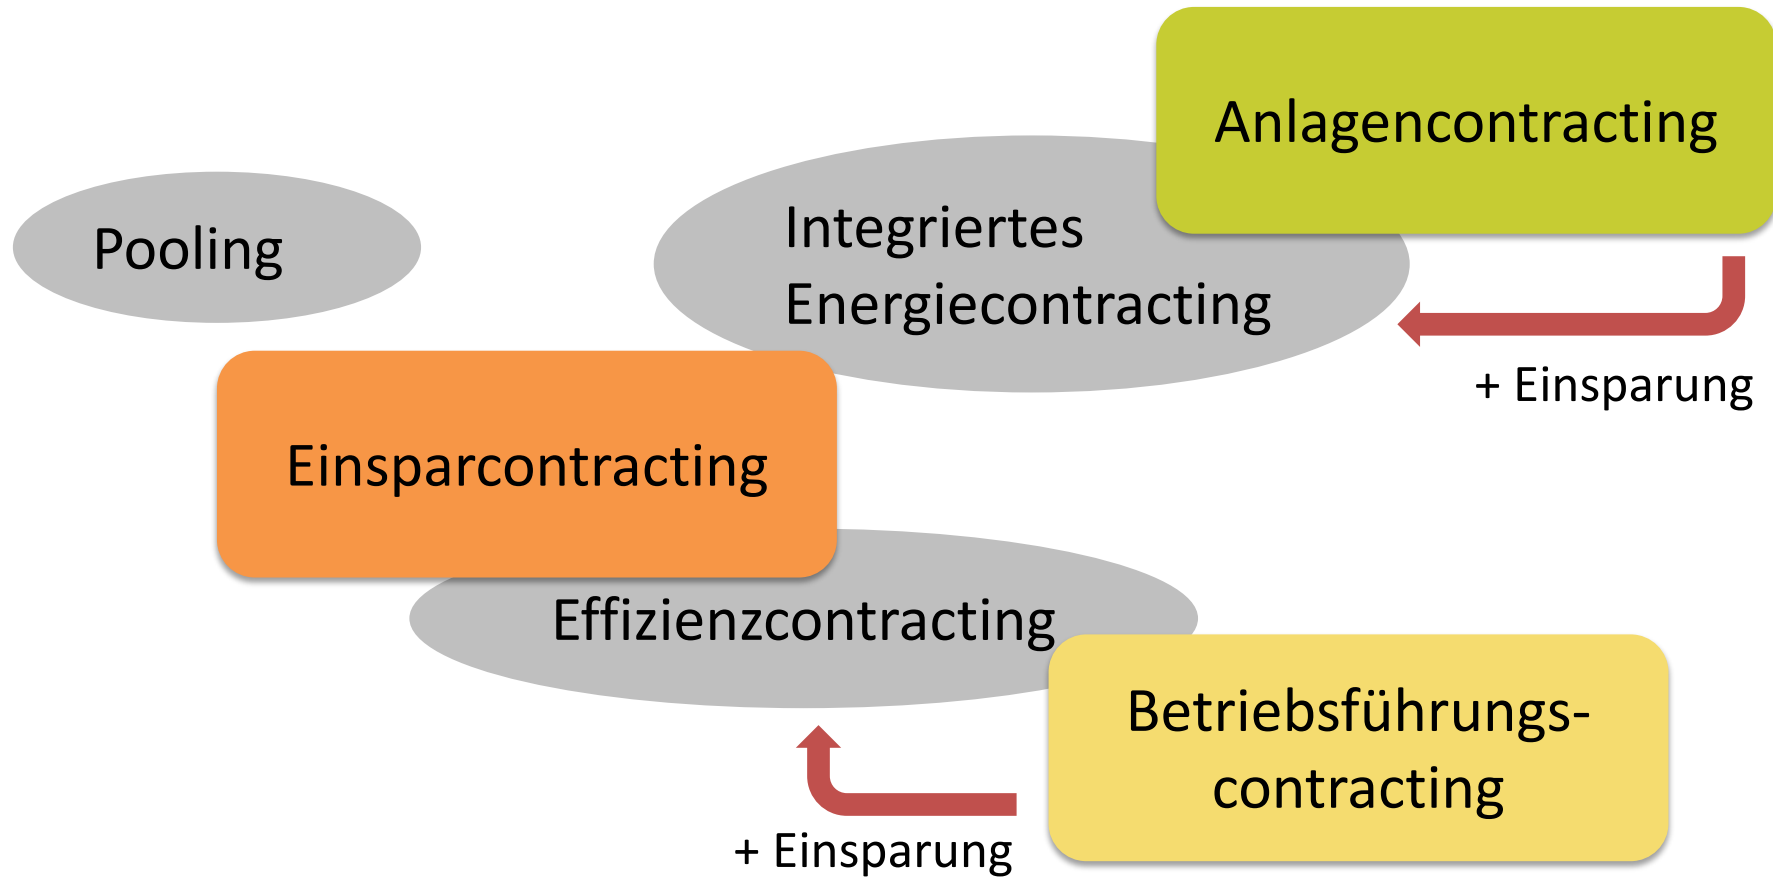 Anlagencontracting
Integriertes
Energiecontracting
Pooling
+ Einsparung
Einsparcontracting
Effizienzcontracting
Betriebsführungs-
contracting
+ Einsparung